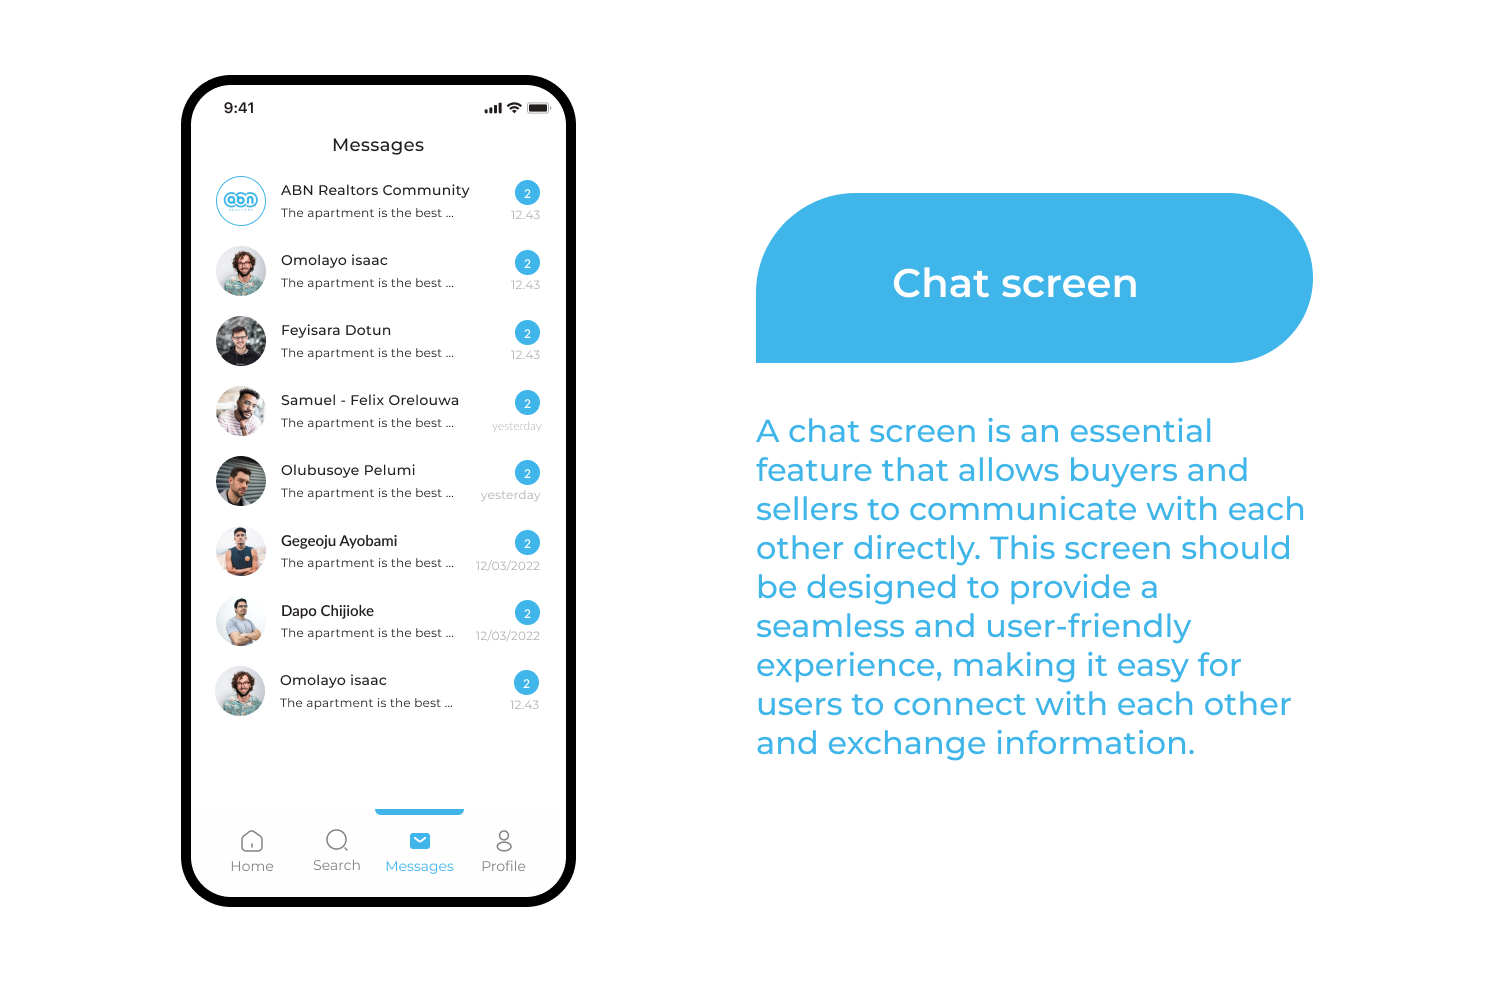 9:41
Messages
abn
ABN Realtors Community
2
The apartment is the best ...
12.43
Omolayo isaac
2
The apartment is the best ...
12.43
Feyisara Dotun
2
The apartment is the best ...
12.43
Samuel - Felix Orelouwa
2
The apartment is the best ...
yesterday
Olubusoye Pelumi
2
The apartment is the best ...
yesterday
Gegeoju Ayobami
2
The apartment is the best ...
12/03/2022
Dapo Chijioke
2
The apartment is the best ...
12/03/2022
Omolayo isaac
2
The apartment is the best ...
12.43
Home
Search
Messages
Profile
Chat screen
A chat screen is an essential
feature that allows buyers and
sellers to communicate with each
other directly. This screen should
be designed to provide a
seamless and user-friendly
experience, making it easy for
users to connect with each other
and exchange information.